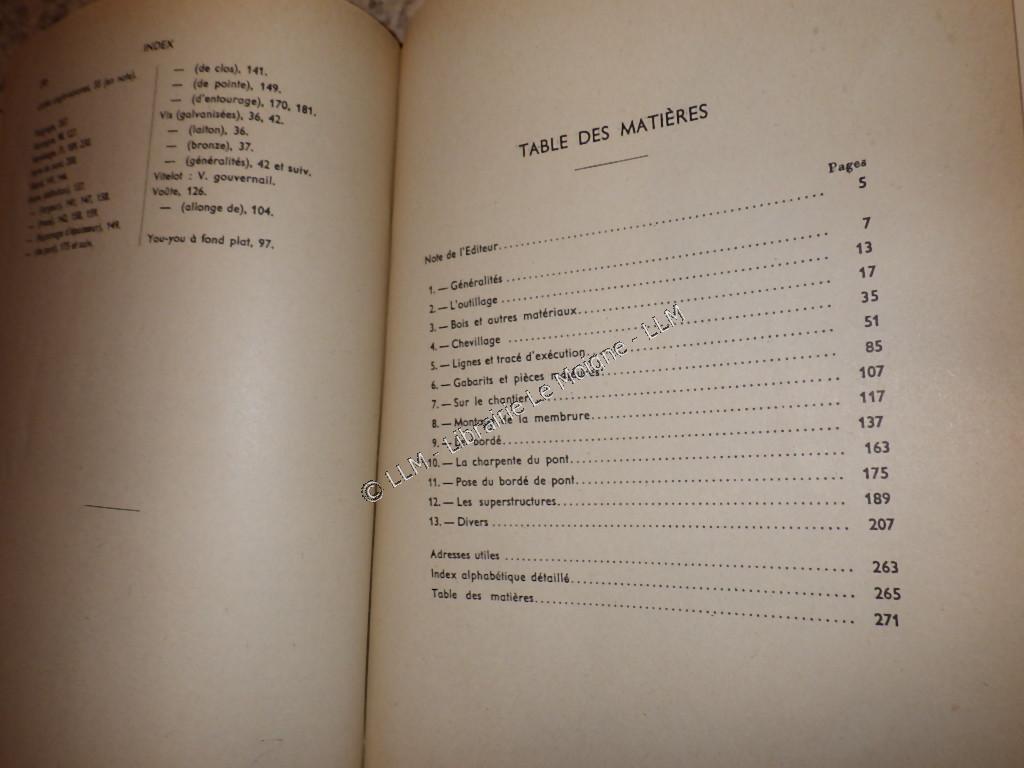 INDEX
(en note).
— (de clos), 141.
— (de pointe), 149.
— (d'entourage), 170, 181.
Vis (galvanisées), 36, 42.
— (laiton), 36.
— (bronze), 37.
— (généralités), 42 et suiv.
Vitelot : V. gouvernail.
Voûte, 126.
— (allonge de), 104.
You-you à fond plat, 97.
TABLE DES MATIÈRES
Pages
Note de l'Editeur 5
1. — Généralités 7
2. — L'outillage 13
3. — Bois et autres matériaux 17
4. — Chevillage 35
5. — Lignes et tracé d'exécution 51
6. — Gabarits et pièces 85
7. — Sur le chantier 107
8. — la membrure 117
9. — bordé 137
10. — La charpente du pont 163
11. — Pose du bordé de pont 175
12. — Les superstructures 189
13. — Divers 207
Adresses utiles 263
Index alphabétique détaillé 265
Table des matières 271
© LLM - Librairie Le Moigne - LLM